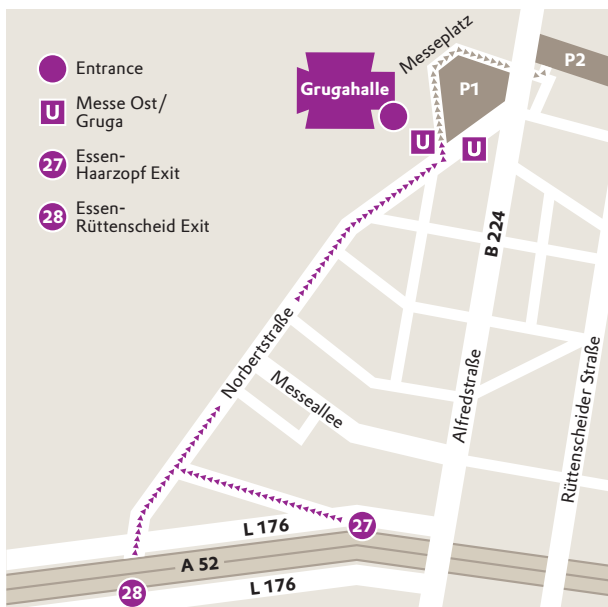 Entrance
U
Messe Ost/
Gruga
27
Essen-
Haarzopf Exit
28
Essen-
Rüttenscheid Exit
Messeplatz
Grugahalle
P1
P2
U
U
B 224
Norbertstraße
Messeallee
Alfredstraße
Rüttenscheider Straße
L 176
27
A 52
28
L 176